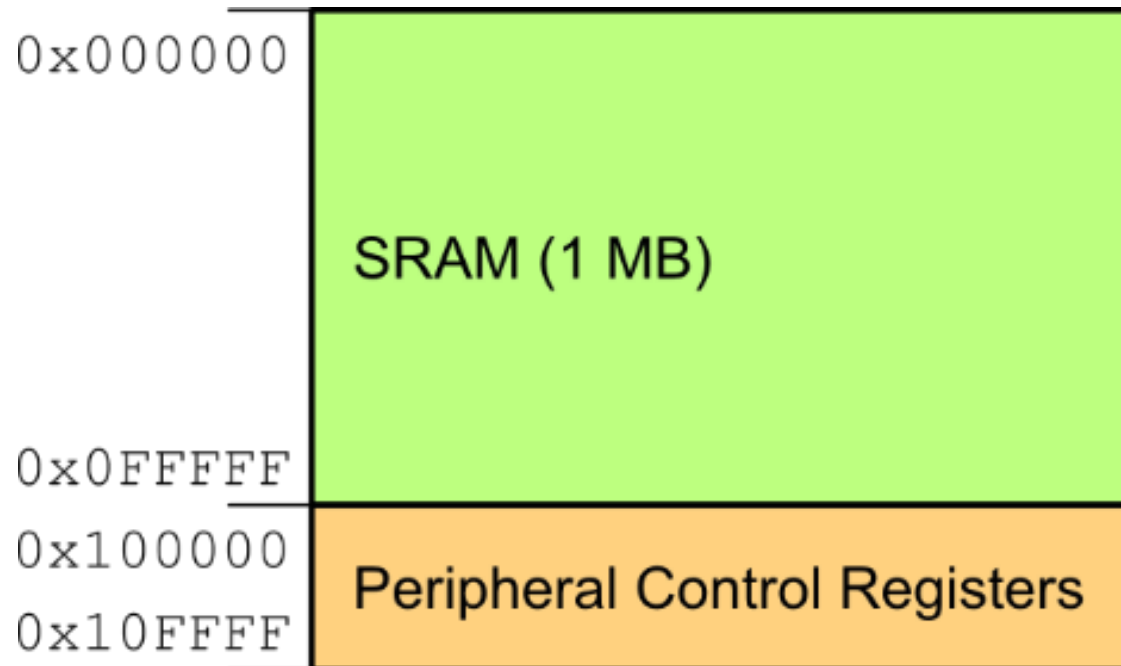 0x000000
SRAM (1 MB)
0x0FFFFF
0x100000
Peripheral Control Registers
0x10FFFF